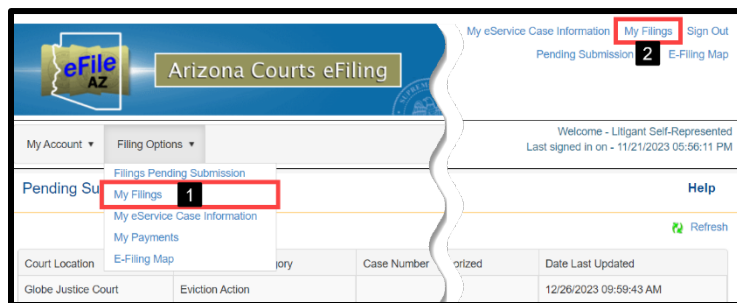 My eService Case Information My Filings Sign Out
Pending Submission 2 E-Filing Map
eFile
AZ
Arizona Courts eFiling
My Account Filing Options
Welcome - Litigant Self-Represented
Last signed in on - 11/21/2023 05:56:11 PM
Filings Pending Submission
Pending Su
My Filings 1
Help
My eService Case Information
My Payments
Refresh
E-Filing Map
Court Location gory Case Number orized Date Last Updated
Globe Justice Court Eviction Action 12/26/2023 09:59:43 AM